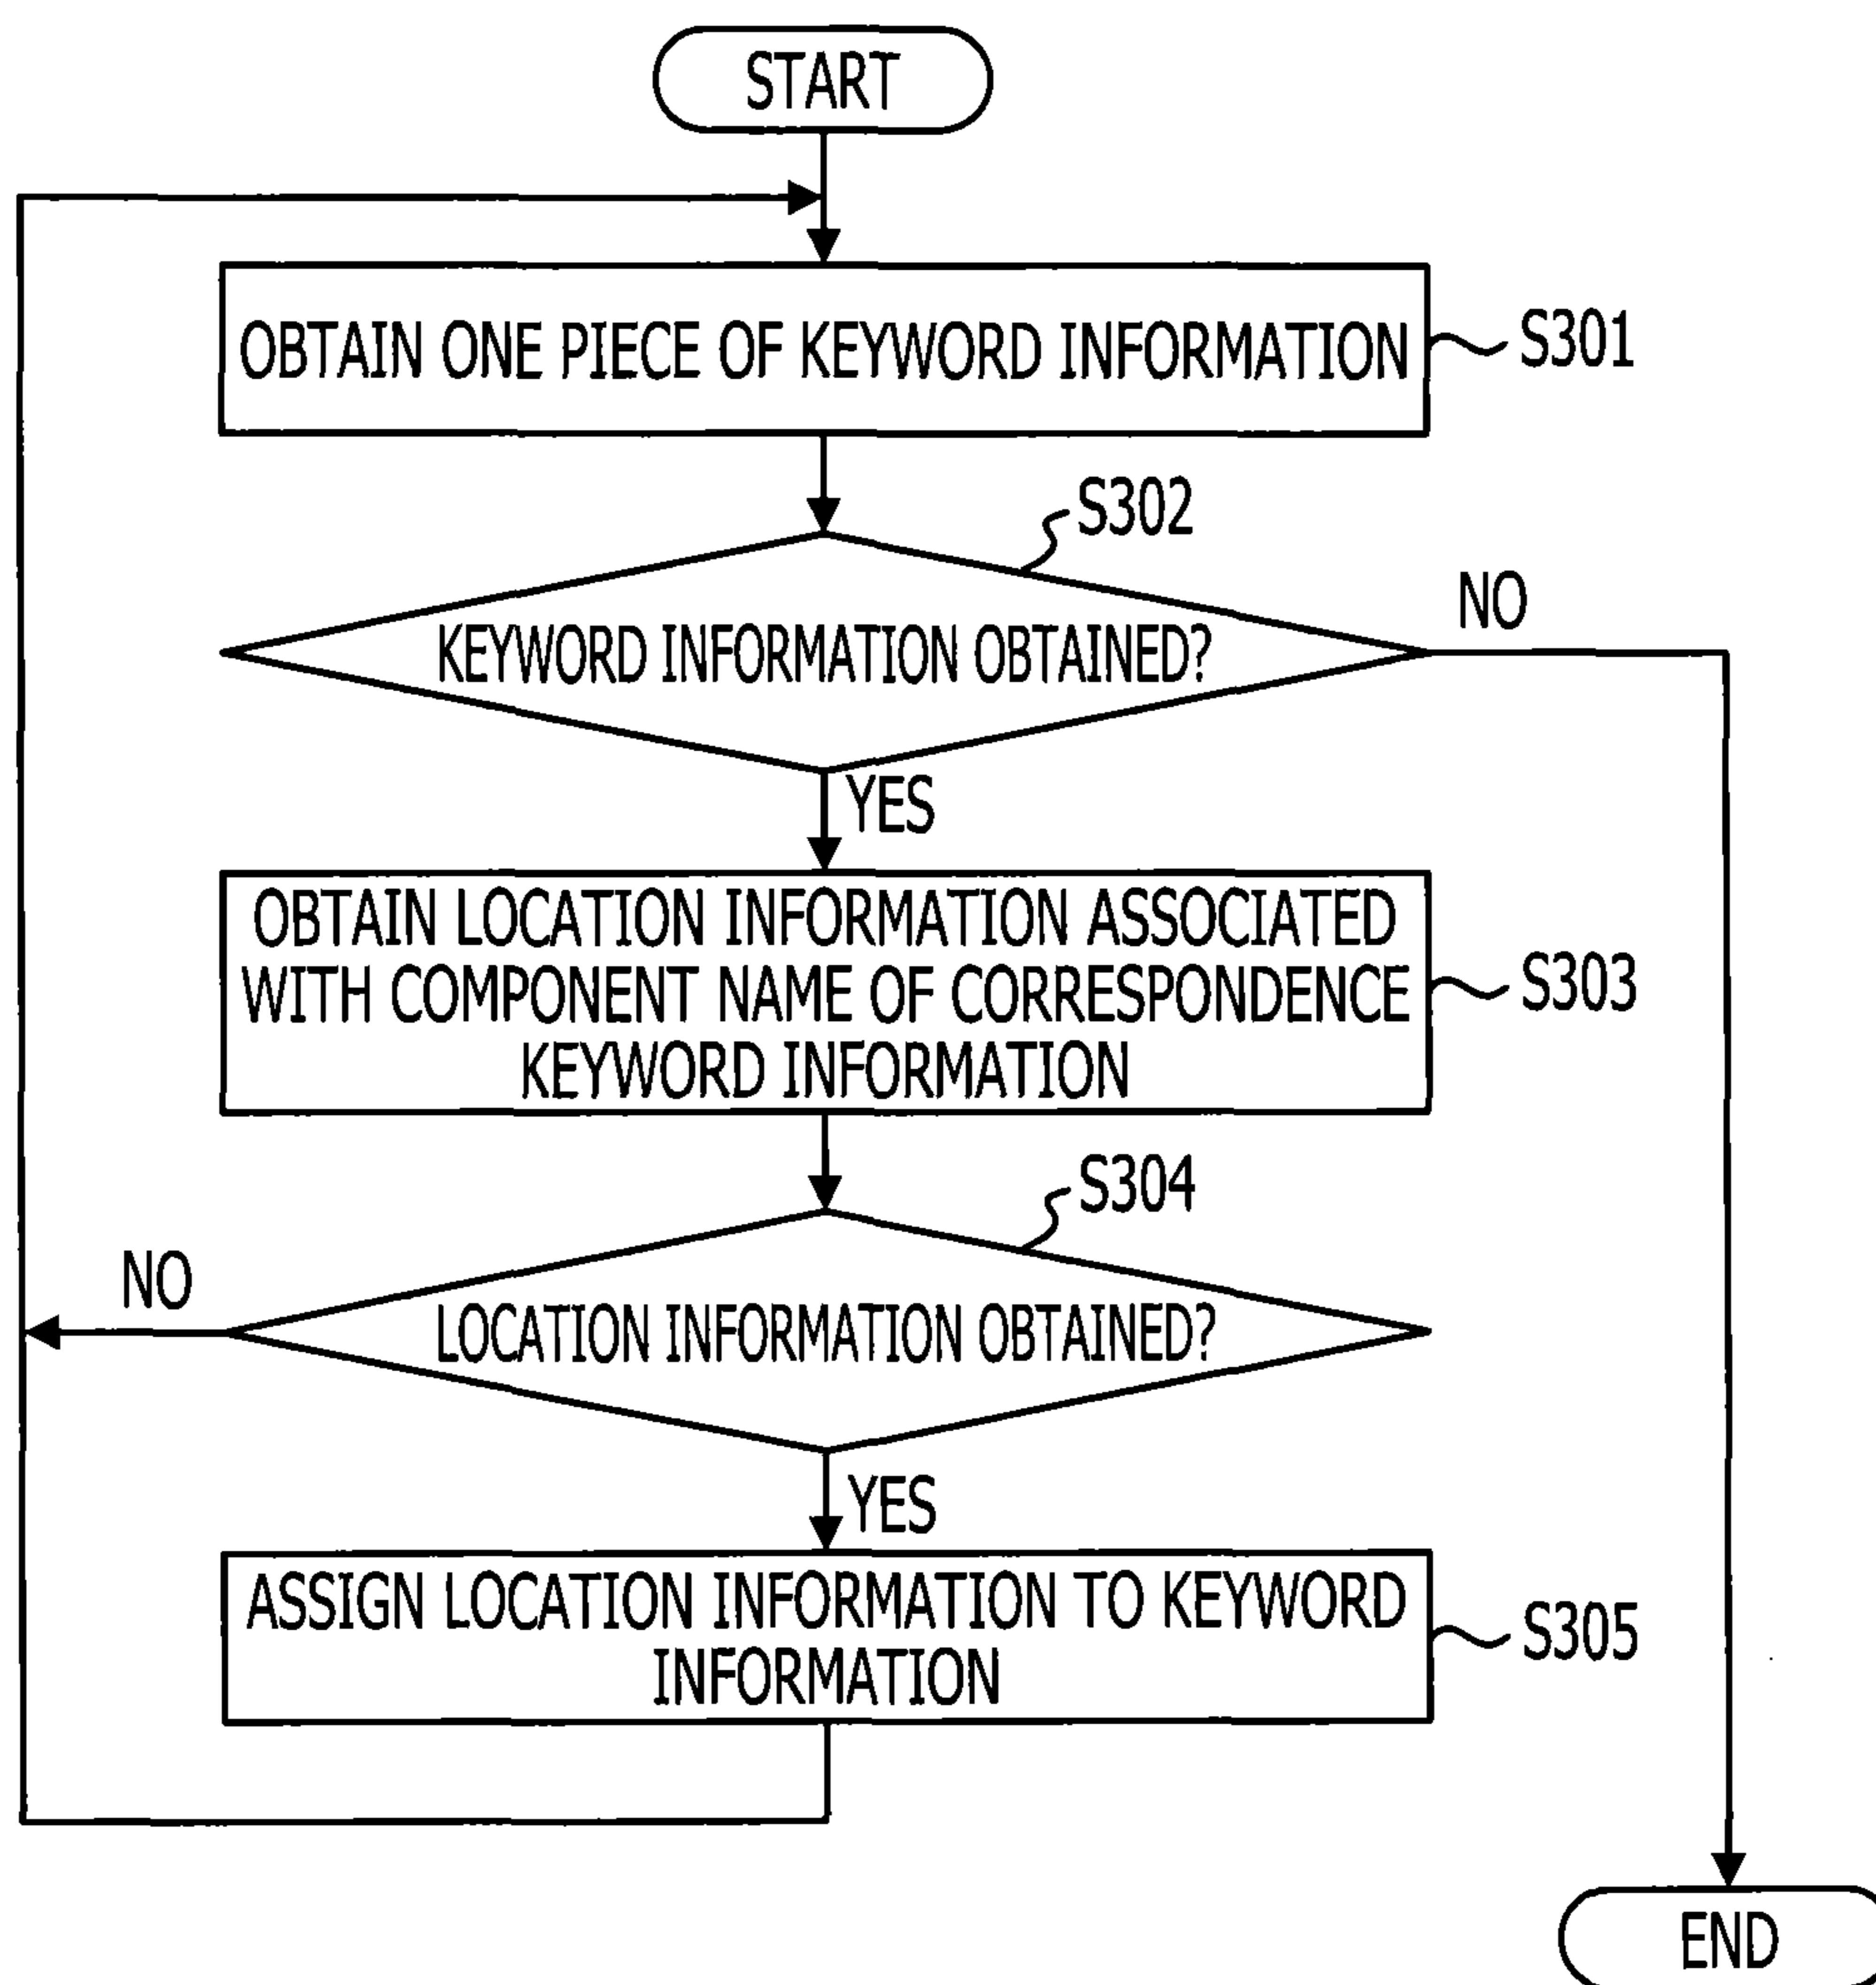 START
OBTAIN ONE PIECE OF KEYWORD INFORMATION
S301
S302
KEYWORD INFORMATION OBTAINED?
NO
YES
OBTAIN LOCATION INFORMATION ASSOCIATED
WITH COMPONENT NAME OF CORRESPONDENCE
KEYWORD INFORMATION
S303
S304
NO
LOCATION INFORMATION OBTAINED?
YES
ASSIGN LOCATION INFORMATION TO KEYWORD
INFORMATION
S305
END